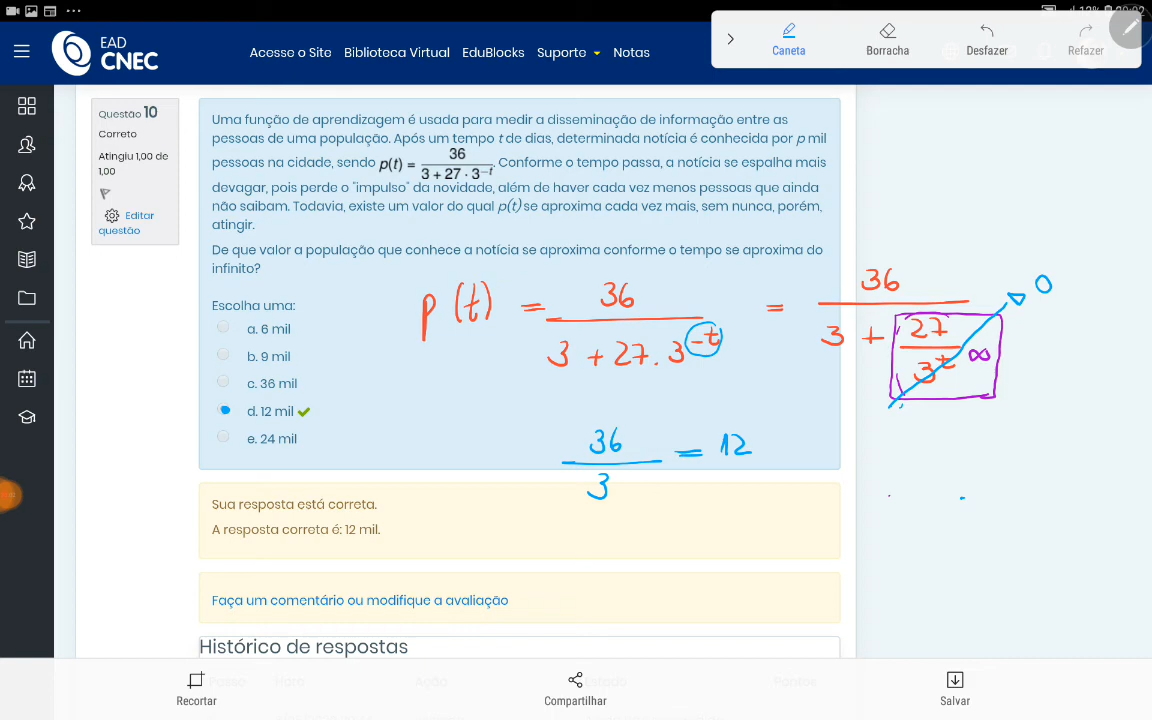 12% 09:02
EAD
CNEC
Acesse o Site Biblioteca Virtual EduBlocks Suporte Notas
Caneta
Borracha
Desfazer
Refazer
Questão 10
Correto
Atingiu 1,00 de
1,00
Editar
questão
Uma função de aprendizagem é usada para medir a disseminação de informação entre as
pessoas de uma população. Após um tempo t de dias, determinada notícia é conhecida por p mil
pessoas na cidade, sendo p(t) = 36 / (3 + 27 · 3^−t). Conforme o tempo passa, a notícia se espalha mais
devagar, pois perde o "impulso" da novidade, além de haver cada vez menos pessoas que ainda
não saibam. Todavia, existe um valor do qual p(t) se aproxima cada vez mais, sem nunca, porém,
atingir.
De que valor a população que conhece a notícia se aproxima conforme o tempo se aproxima do
infinito?
Escolha uma:
a. 6 mil
b. 9 mil
c. 36 mil
d. 12 mil
e. 24 mil
p(t) = 36 / (3 + 27 . 3^−t) = 36 / (3 + 27 / 3^t) ∞ 0
36 / 3 = 12
Sua resposta está correta.
A resposta correta é: 12 mil.
Faça um comentário ou modifique a avaliação
Histórico de respostas
Passo Ação Estado Pontos
Recortar
Compartilhar
Salvar